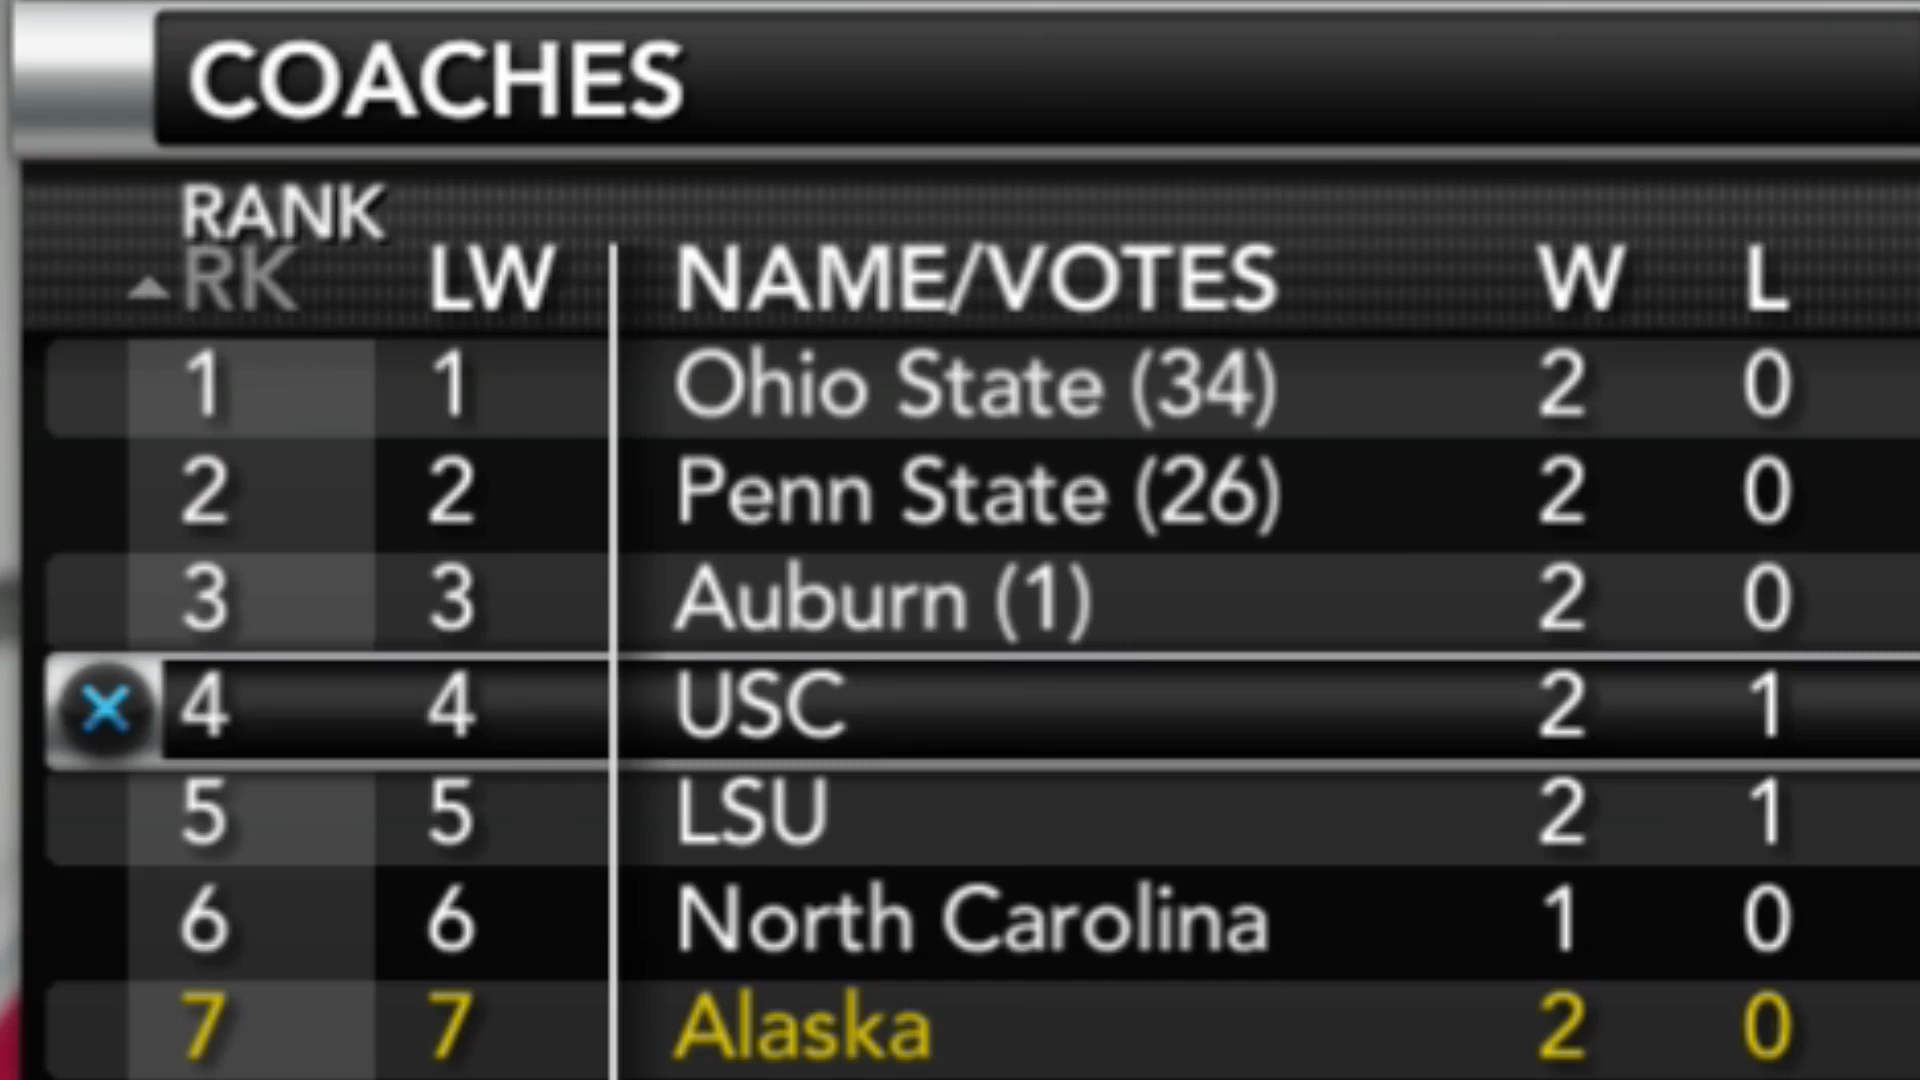 COACHES
RANK
RK LW NAME/VOTES W L
1 1 Ohio State (34) 2 0
2 2 Penn State (26) 2 0
3 3 Auburn (1) 2 0
4 4 USC 2 1
5 5 LSU 2 1
6 6 North Carolina 1 0
7 7 Alaska 2 0